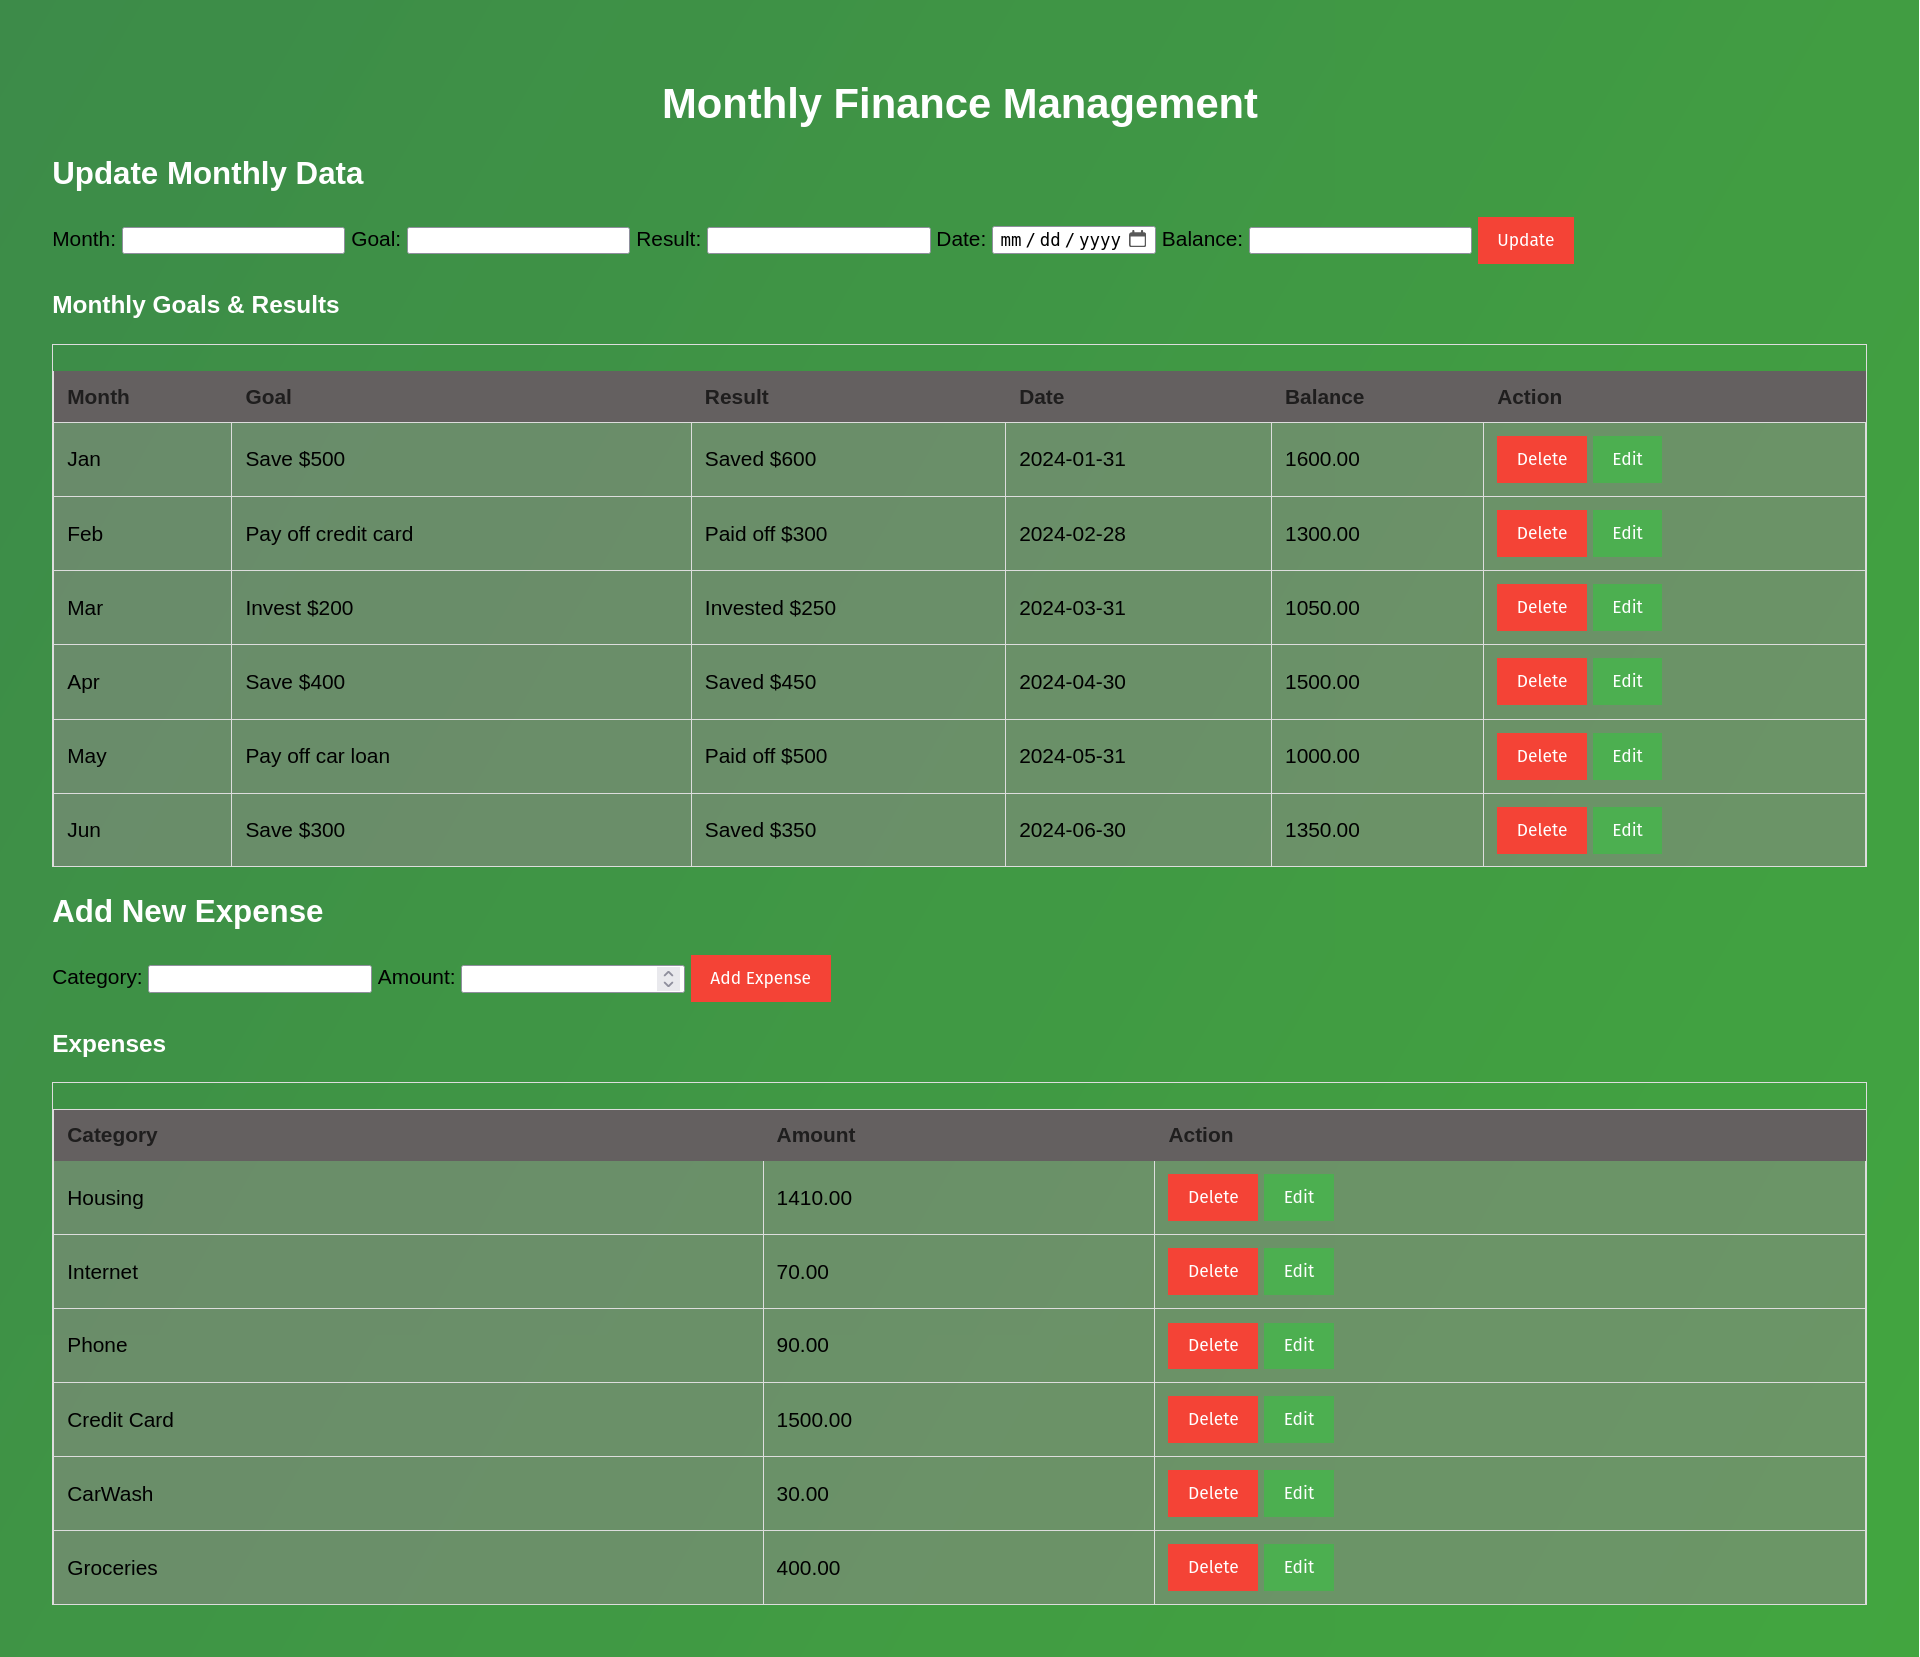 Monthly Finance Management
Update Monthly Data
Month: Goal: Result: Date: mm / dd / yyyy Balance: Update
Monthly Goals & Results
Month Goal Result Date Balance Action
Jan Save $500 Saved $600 2024-01-31 1600.00 Delete Edit
Feb Pay off credit card Paid off $300 2024-02-28 1300.00 Delete Edit
Mar Invest $200 Invested $250 2024-03-31 1050.00 Delete Edit
Apr Save $400 Saved $450 2024-04-30 1500.00 Delete Edit
May Pay off car loan Paid off $500 2024-05-31 1000.00 Delete Edit
Jun Save $300 Saved $350 2024-06-30 1350.00 Delete Edit
Add New Expense
Category: Amount: Add Expense
Expenses
Category Amount Action
Housing 1410.00 Delete Edit
Internet 70.00 Delete Edit
Phone 90.00 Delete Edit
Credit Card 1500.00 Delete Edit
CarWash 30.00 Delete Edit
Groceries 400.00 Delete Edit